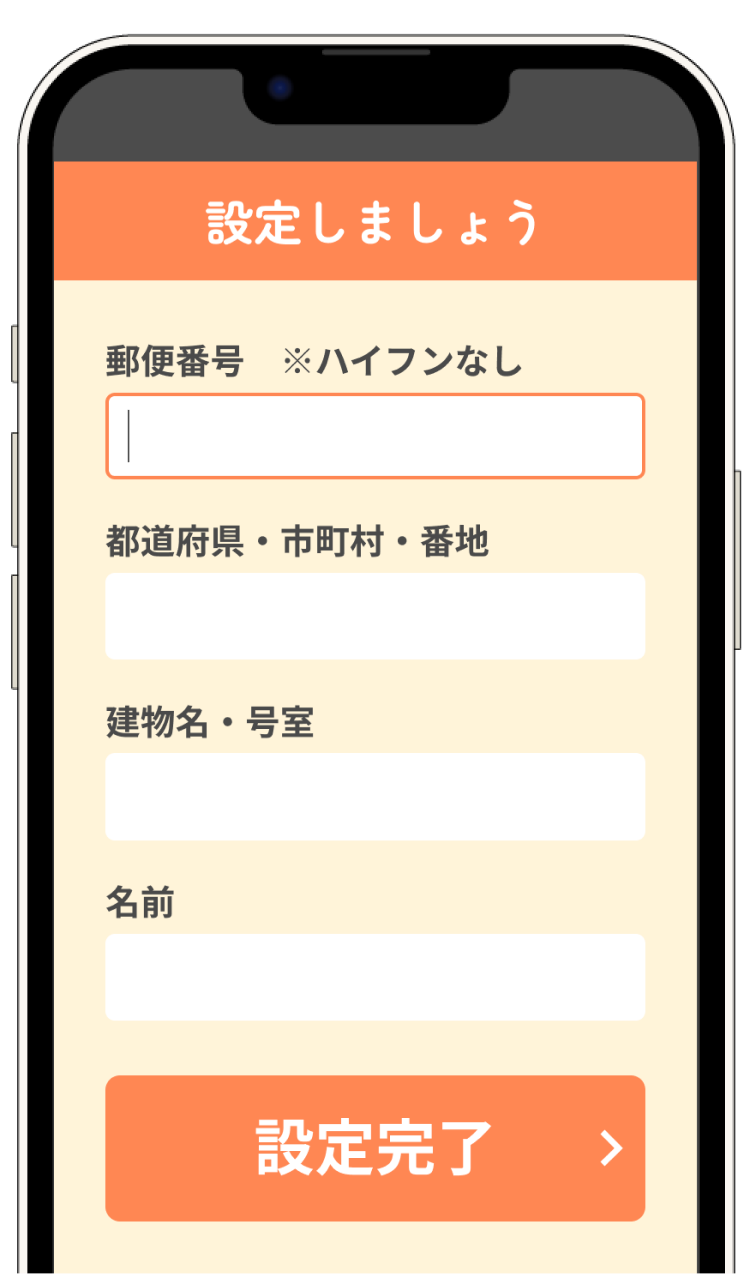 設定しましょう
郵便番号　※ハイフンなし
都道府県・市町村・番地
建物名・号室
名前
設定完了